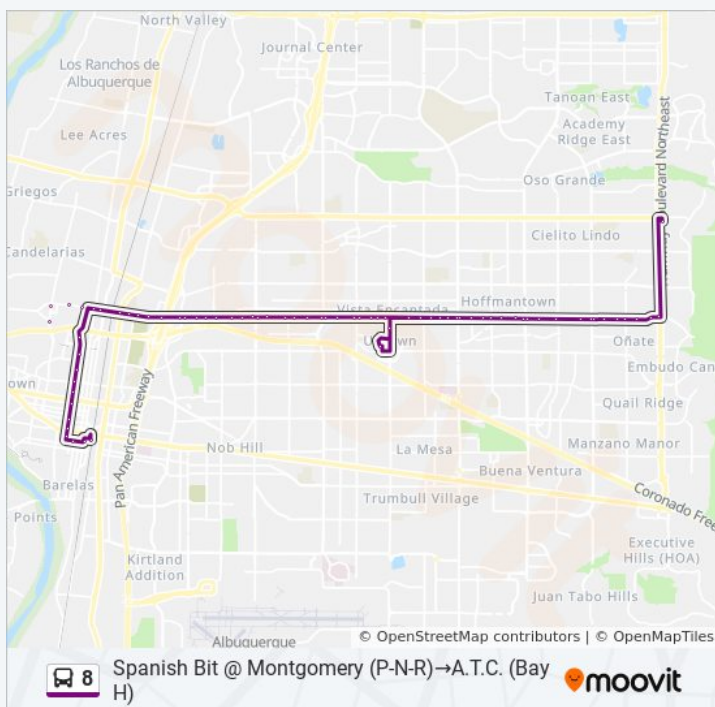 North Valley
Journal Center
Los Ranchos de
Albuquerque
Tanoan East
Academy
Ridge East
Lee Acres
Oso Grande
Griegos
Boulevard Northeast
Cielito Lindo
Candelarias
Vista Encantada
Hoffmantown
Oñate
Embudo Can
town
Quail Ridge
Pan American Freeway
Nob Hill
La Mesa
Manzano Manor
Buena Ventura
Barelas
Trumbull Village
Coronado Free
Points
Executive
Hills (HOA)
Kirtland
Addition
Juan Tabo Hills
Albuquerque
© OpenStreetMap contributors | © OpenMapTiles
8
Spanish Bit @ Montgomery (P-N-R)→A.T.C. (Bay
H)
moovit